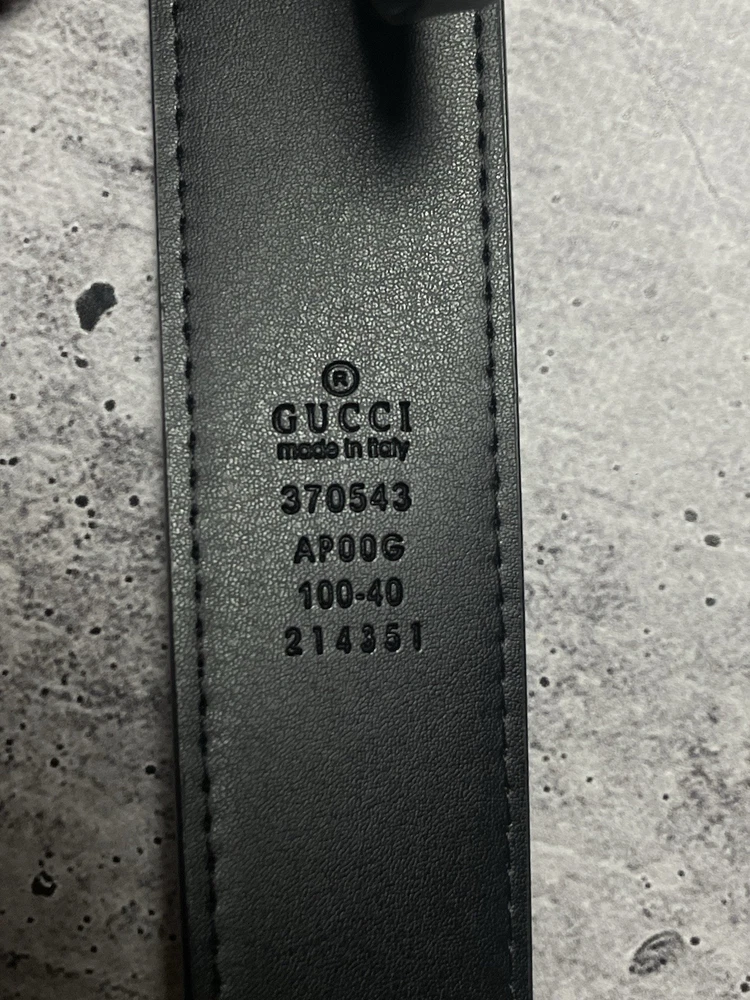 ®
GUCCI
made in italy
370543
AP00G
100-40
214351